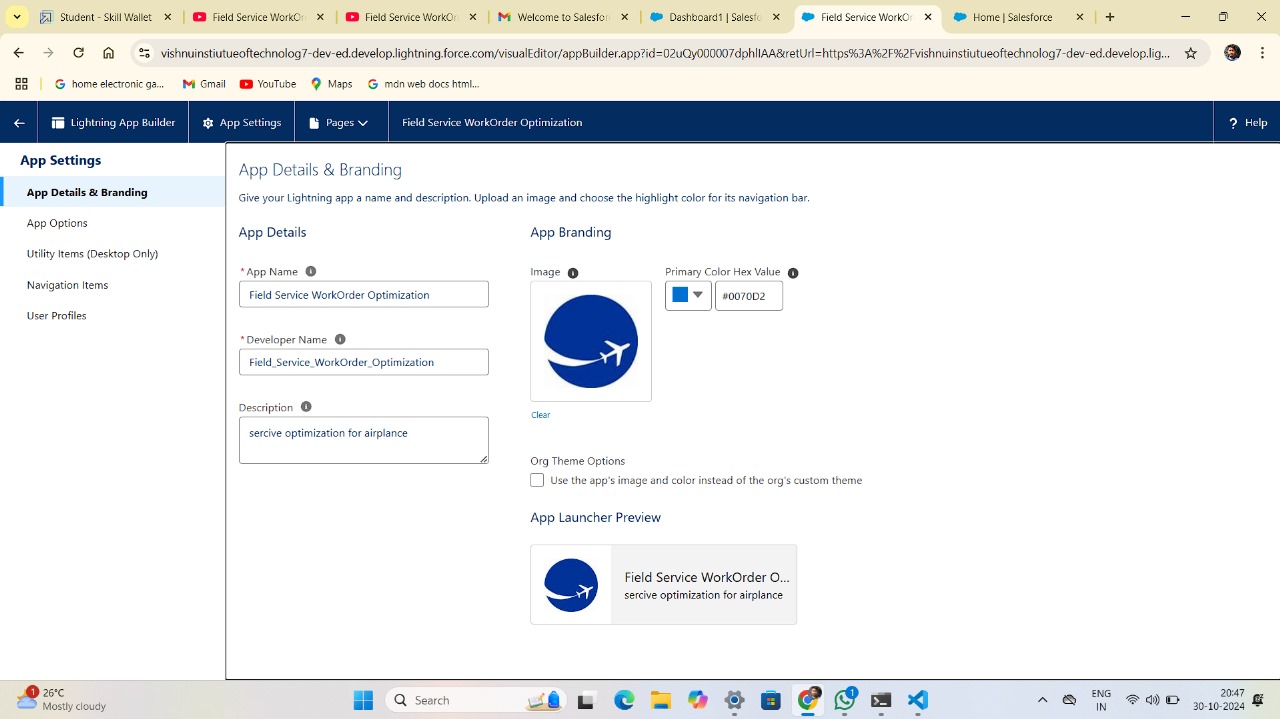 Student - Skill Wallet
Field Service WorkOr
Field Service WorkOr
Welcome to Salesfor
Dashboard1 | Salesfo
Field Service WorkOr
Home | Salesforce
vishnuinstiutueoftechnolog7-dev-ed.develop.lightning.force.com/visualEditor/appBuilder.app?id=02uQy000007dphlIAA&retUrl=https%3A%2F%2Fvishnuinstiutueoftechnolog7-dev-ed.develop.lig...
home electronic ga...
Gmail
YouTube
Maps
mdn web docs html...
Lightning App Builder
App Settings
Pages
Field Service WorkOrder Optimization
? Help
App Settings
App Details & Branding
App Options
Utility Items (Desktop Only)
Navigation Items
User Profiles
App Details & Branding
Give your Lightning app a name and description. Upload an image and choose the highlight color for its navigation bar.
App Details
* App Name
Field Service WorkOrder Optimization
* Developer Name
Field_Service_WorkOrder_Optimization
Description
sercive optimization for airplance
App Branding
Image
Primary Color Hex Value
#0070D2
Clear
Org Theme Options
Use the app's image and color instead of the org's custom theme
App Launcher Preview
Field Service WorkOrder O...
sercive optimization for airplance
1
26°C
Mostly cloudy
Search
1
ENG
IN
20:47
30-10-2024